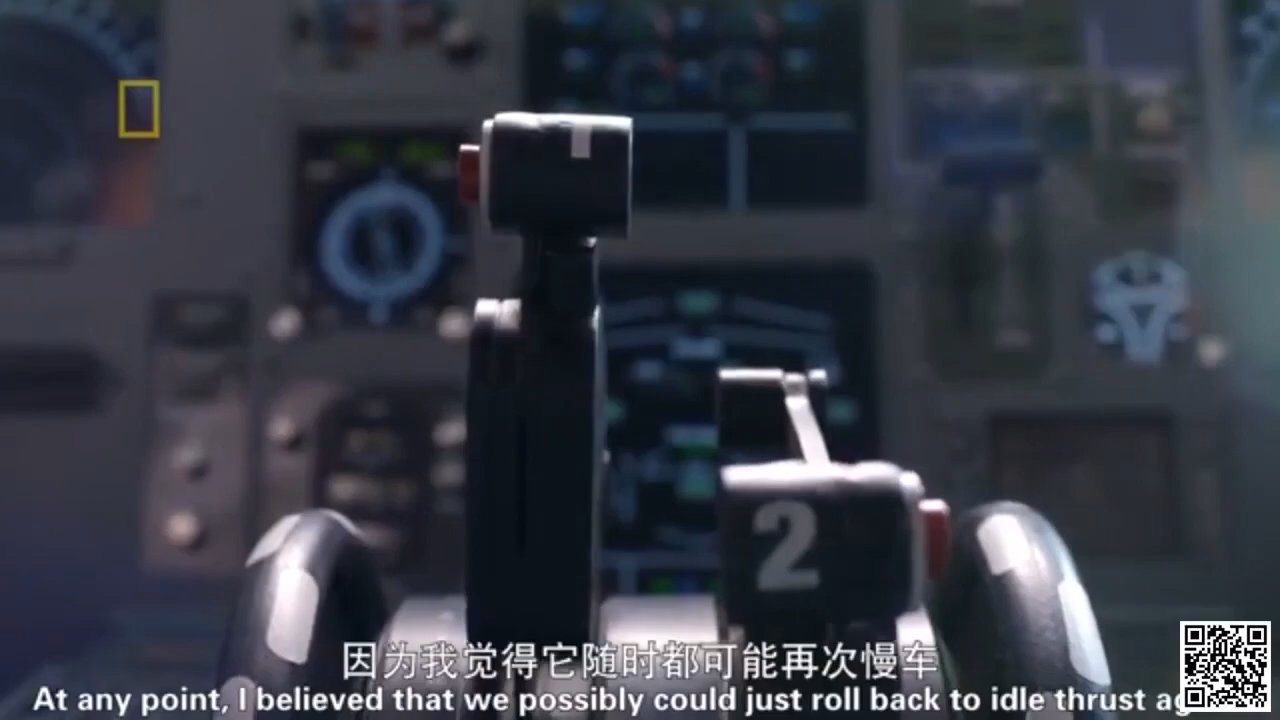 1
2
因为我觉得它随时都可能再次慢车
At any point, I believed that we possibly could just roll back to idle thrust